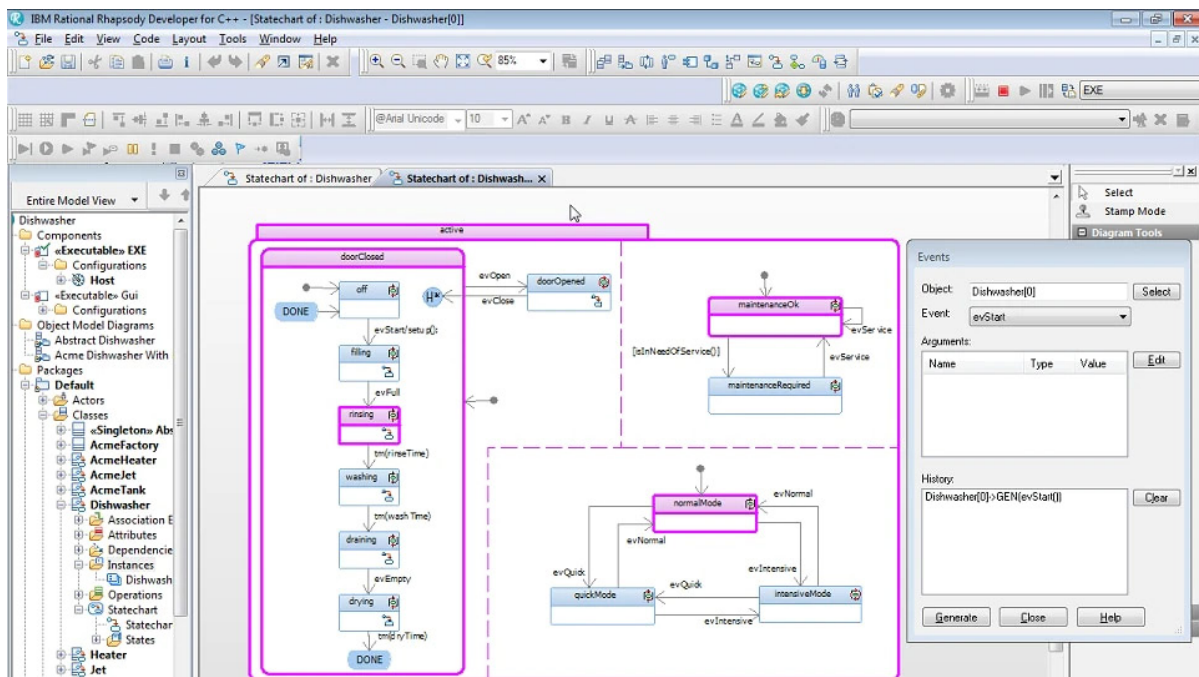 IBM Rational Rhapsody Developer for C++ - [Statechart of : Dishwasher - Dishwasher[0]]
File Edit View Code Layout Tools Window Help
85%
EXE
@Arial Unicode 10
Statechart of : Dishwasher
Statechart of : Dishwash...
Entire Model View
Dishwasher
Components
«Executable» EXE
Configurations
Host
«Executable» Gui
Configurations
Object Model Diagrams
Abstract Dishwasher
Acme Dishwasher With
Packages
Default
Actors
Classes
«Singleton» Abs
AcmeFactory
AcmeHeater
AcmeJet
AcmeTank
Dishwasher
Association E
Attributes
Dependencie
Instances
Dishwash
Operations
Statechart
Statechar
States
Heater
Jet
active
doorClosed
off
DONE
evStart/setup();
filling
evFull
rinsing
tm(rinseTime)
washing
tm(washTime)
draining
evEmpty
drying
tm(dryTime)
DONE
H*
evOpen
evClose
doorOpened
maintenanceOk
evService
[isInNeedOfService()]
evService
maintenanceRequired
normalMode
evNormal
evNormal
evQuick
evIntensive
quickMode
evQuick
intensiveMode
evIntensive
Select
Stamp Mode
Diagram Tools
Events
Object: Dishwasher[0] Select
Event: evStart
Arguments:
Name Type Value
Edit
History:
Dishwasher[0]->GEN(evStart())
Clear
Generate Close Help